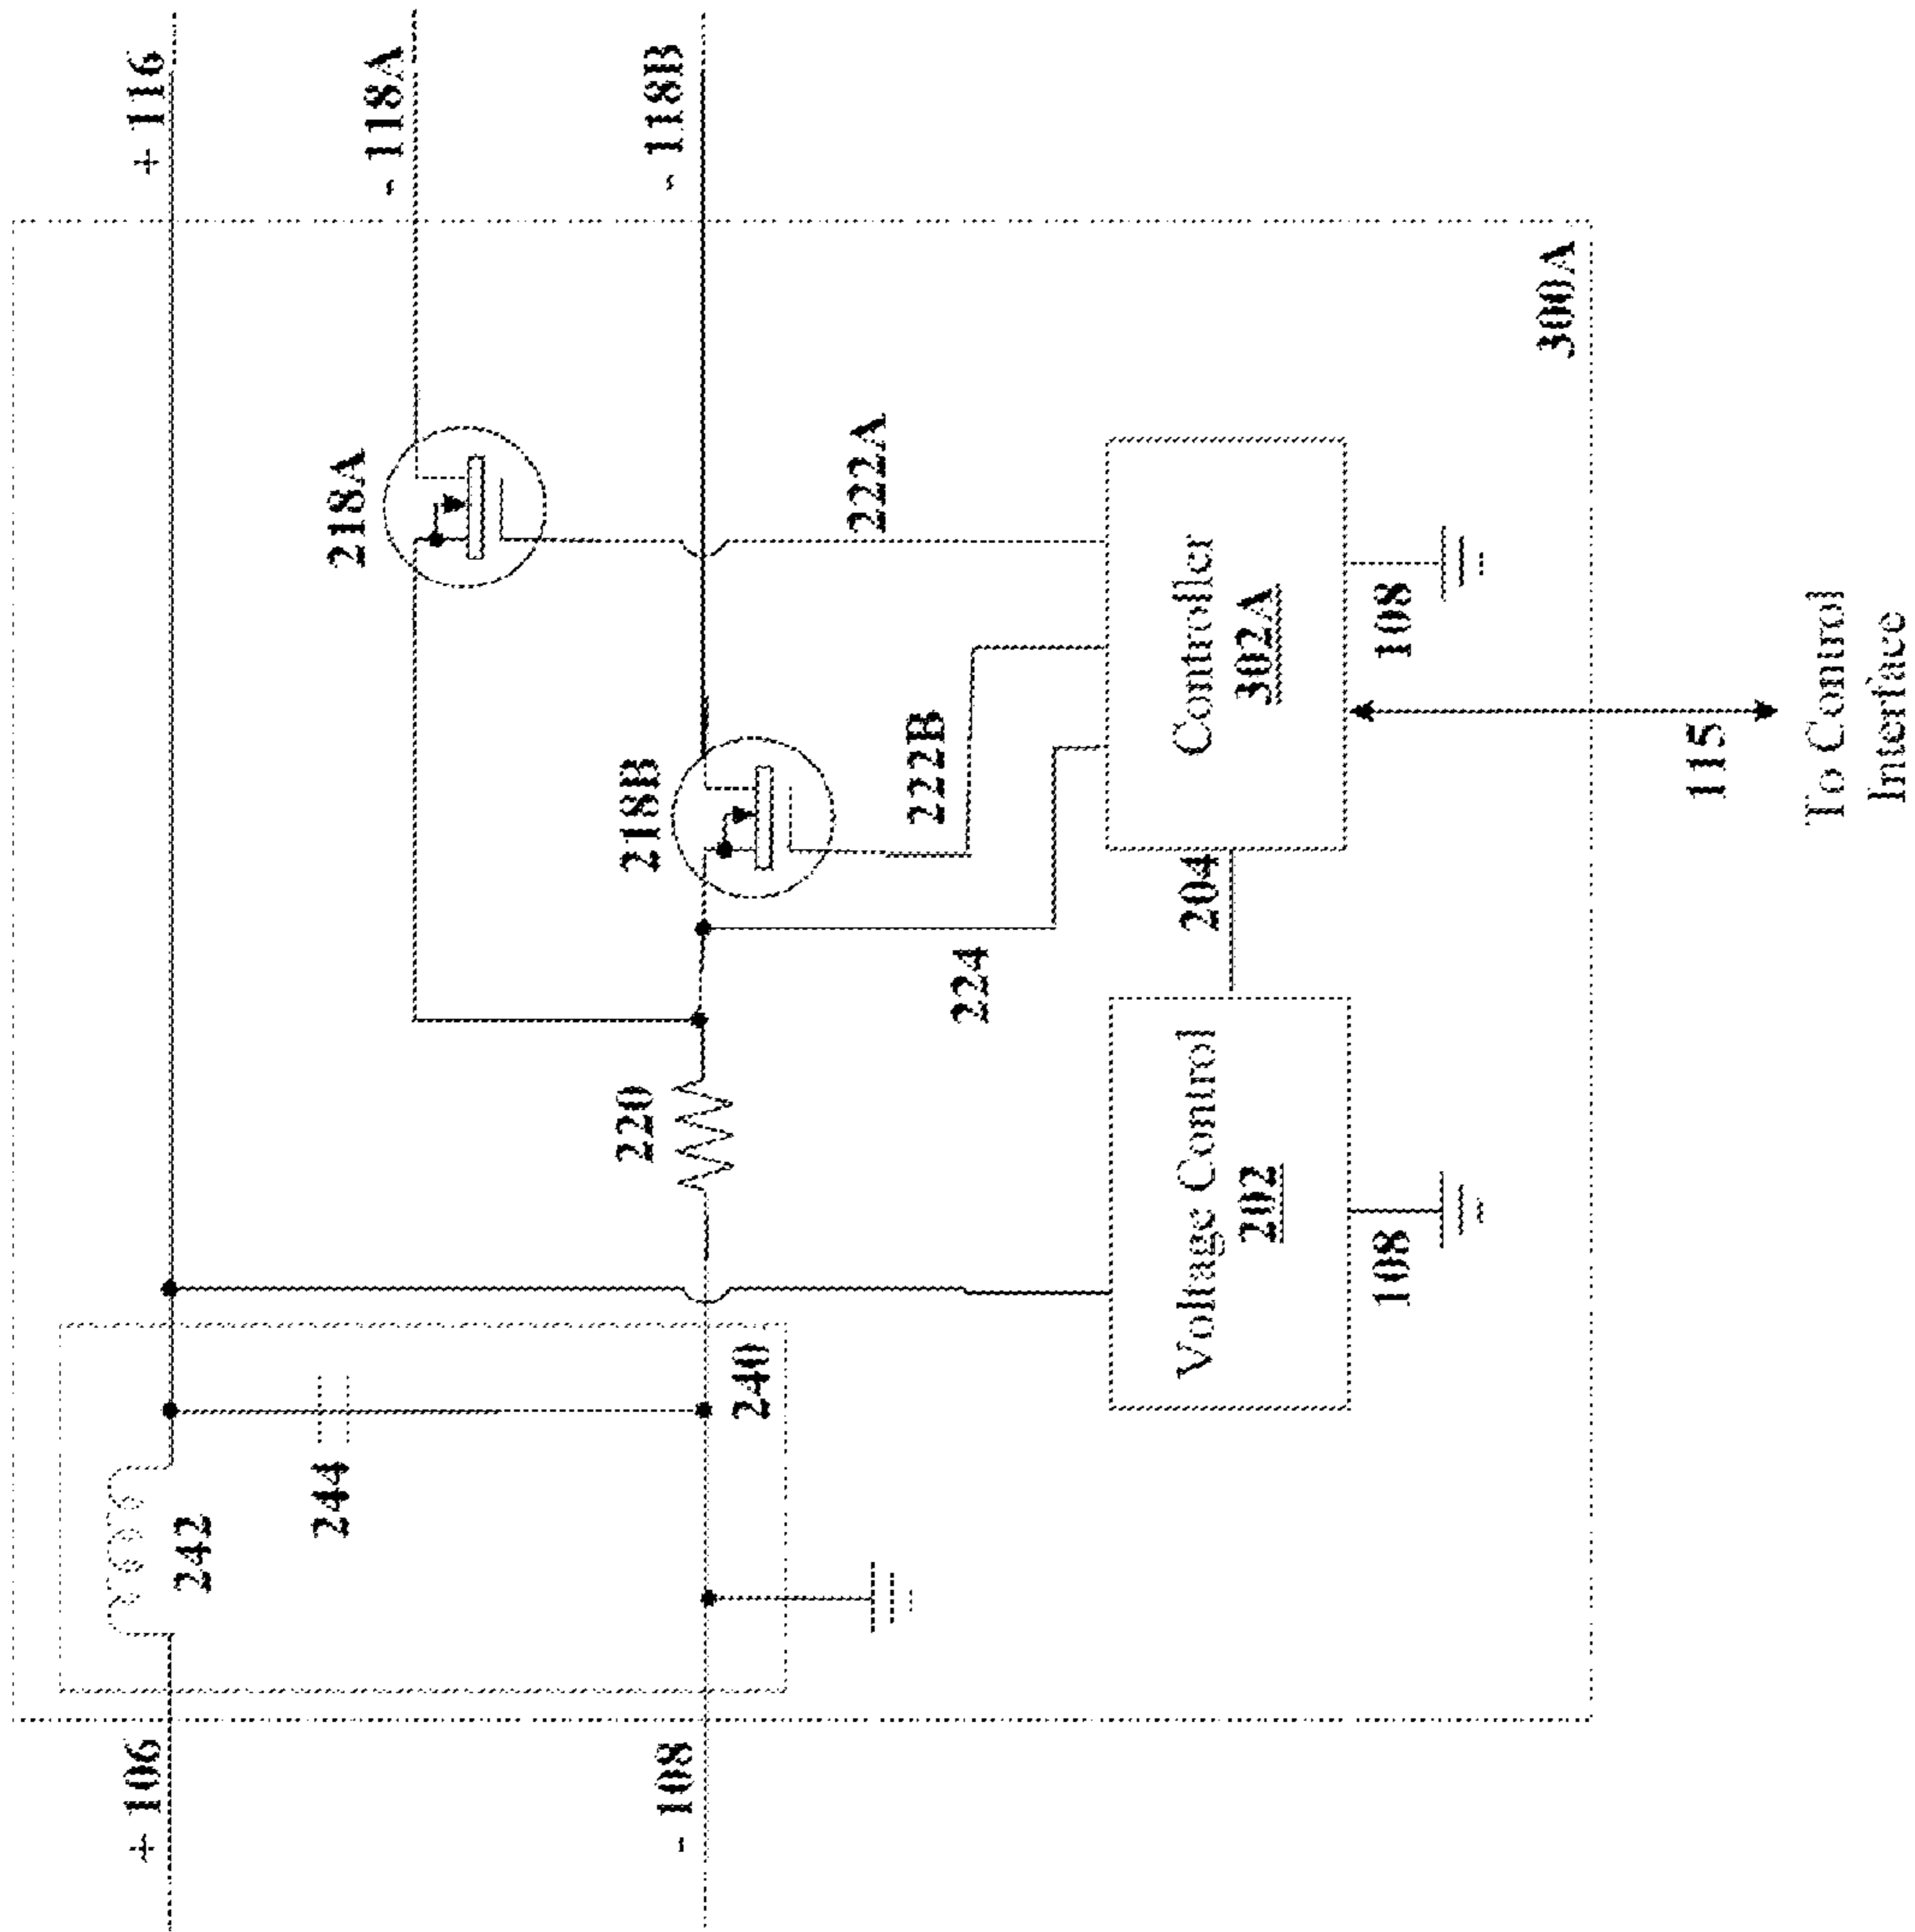 + 106
- 108
242
244
240
+ 116
- 118A
- 118B
218A
218B
220
222A
222B
224
Voltage Control
202
108
204
Controller
302A
108
300A
115
To Control
Interface